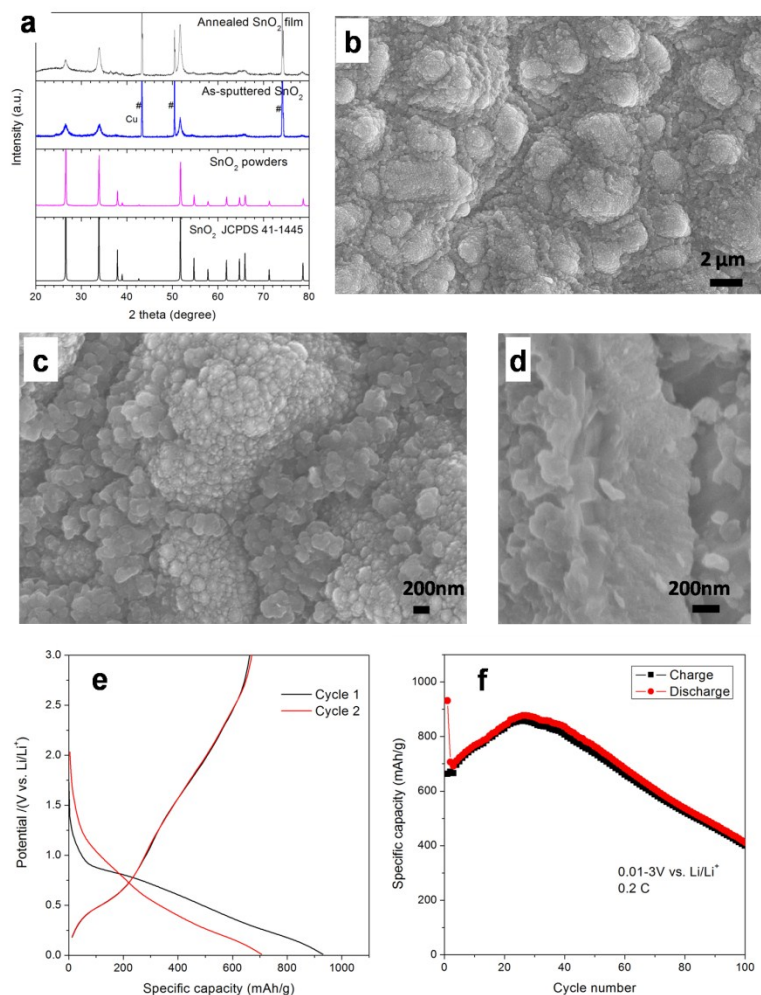 a
Annealed SnO₂ film
As-sputtered SnO₂
# # #
Cu
SnO₂ powders
SnO₂ JCPDS 41-1445
Intensity (a.u.)
20 30 40 50 60 70 80
2 theta (degree)
b
2 μm
c
200nm
d
200nm
e
Cycle 1
Cycle 2
3.0
2.5
2.0
1.5
1.0
0.5
0.0
Potential /(V vs. Li/Li⁺)
0 200 400 600 800 1000
Specific capacity (mAh/g)
f
Charge
Discharge
1000
800
600
400
200
0
Specific capacity (mAh/g)
0.01-3V vs. Li/Li⁺
0.2 C
0 20 40 60 80 100
Cycle number